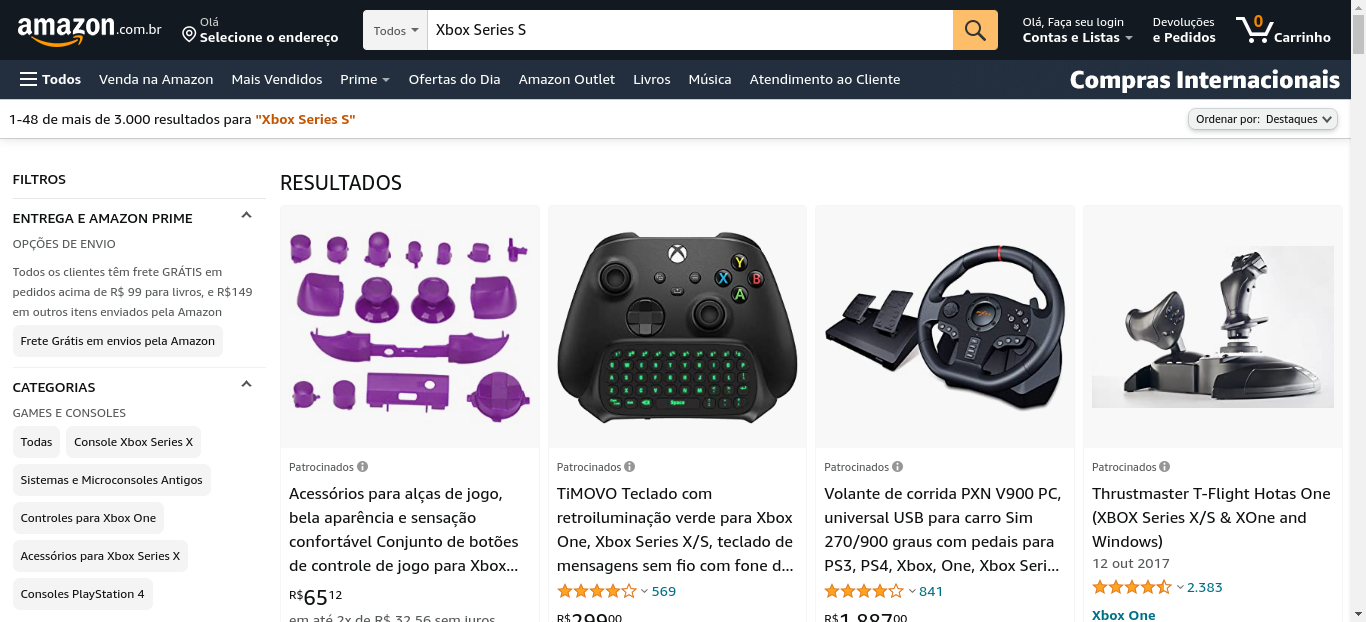 amazon.com.br
Olá
Selecione o endereço
Todos
Xbox Series S
Olá, Faça seu login
Contas e Listas
Devoluções
e Pedidos
0
Carrinho
Todos
Venda na Amazon
Mais Vendidos
Prime
Ofertas do Dia
Amazon Outlet
Livros
Música
Atendimento ao Cliente
Compras Internacionais
1-48 de mais de 3.000 resultados para "Xbox Series S"
Ordenar por: Destaques
FILTROS
ENTREGA E AMAZON PRIME
OPÇÕES DE ENVIO
Todos os clientes têm frete GRÁTIS em
pedidos acima de R$ 99 para livros, e R$149
em outros itens enviados pela Amazon
Frete Grátis em envios pela Amazon
CATEGORIAS
GAMES E CONSOLES
Todas
Console Xbox Series X
Sistemas e Microconsoles Antigos
Controles para Xbox One
Acessórios para Xbox Series X
Consoles PlayStation 4
RESULTADOS
Patrocinados
Acessórios para alças de jogo,
bela aparência e sensação
confortável Conjunto de botões
de controle de jogo para Xbox...
R$6512
em até 2x de R$ 32,56 sem juros
Y
X
B
A
Space
Patrocinados
TiMOVO Teclado com
retroiluminação verde para Xbox
One, Xbox Series X/S, teclado de
mensagens sem fio com fone d...
569
R$29900
Patrocinados
Volante de corrida PXN V900 PC,
universal USB para carro Sim
270/900 graus com pedais para
PS3, PS4, Xbox, One, Xbox Seri...
841
R$1.88700
Patrocinados
Thrustmaster T-Flight Hotas One
(XBOX Series X/S & XOne and
Windows)
12 out 2017
2.383
Xbox One